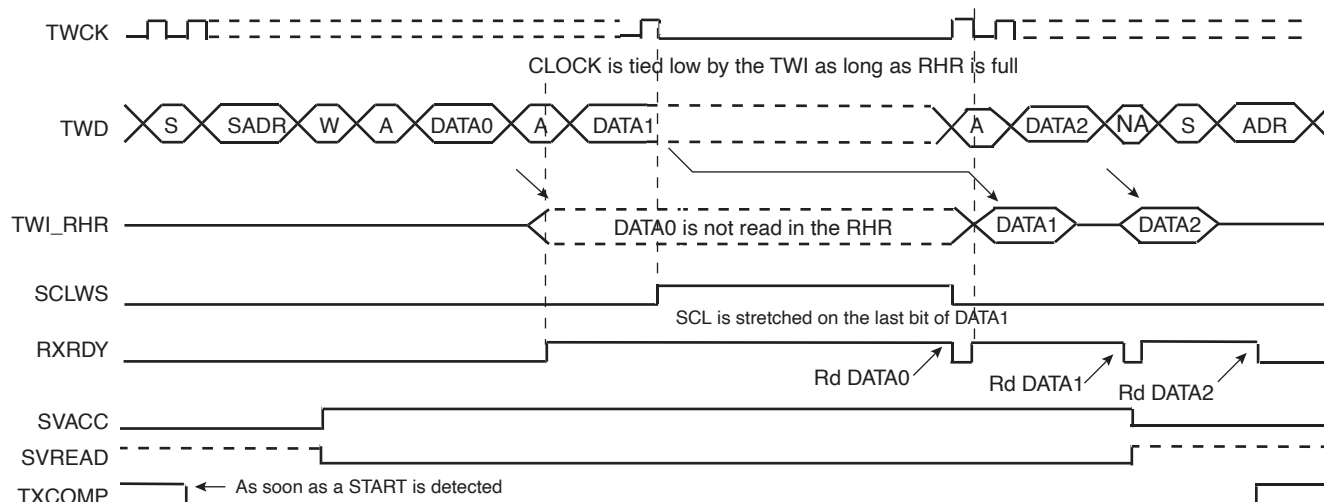 TWCK
CLOCK is tied low by the TWI as long as RHR is full
TWD S SADR W A DATA0 A DATA1 A DATA2 NA S ADR
TWI_RHR DATA0 is not read in the RHR DATA1 DATA2
SCLWS
SCL is stretched on the last bit of DATA1
RXRDY
Rd DATA0 Rd DATA1 Rd DATA2
SVACC
SVREAD
TXCOMP As soon as a START is detected